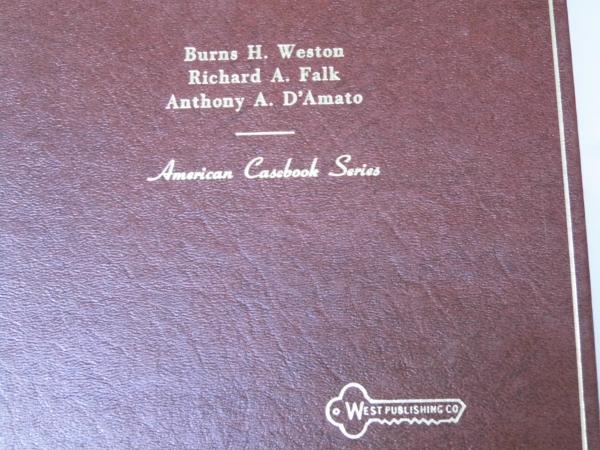 Burns H. Weston
Richard A. Falk
Anthony A. D'Amato
American Casebook Series
WEST PUBLISHING CO